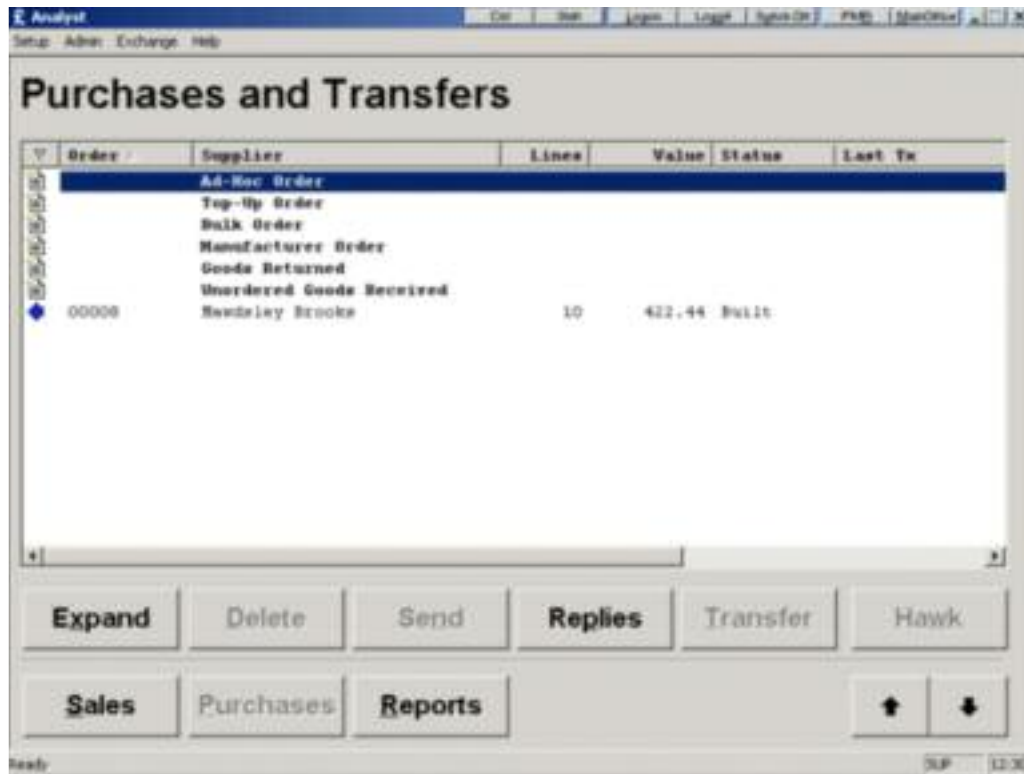 Analyst
Setup Admin Exchange Help
Purchases and Transfers
Order Supplier Lines Value Status Last Tx
Ad-Hoc Order
Top-Up Order
Bulk Order
Manufacturer Order
Goods Returned
Unordered Goods Received
00008 Brooks 10 422.44 Built
Expand Delete Send Replies Transfer Hawk
Sales Purchases Reports
Ready SUP